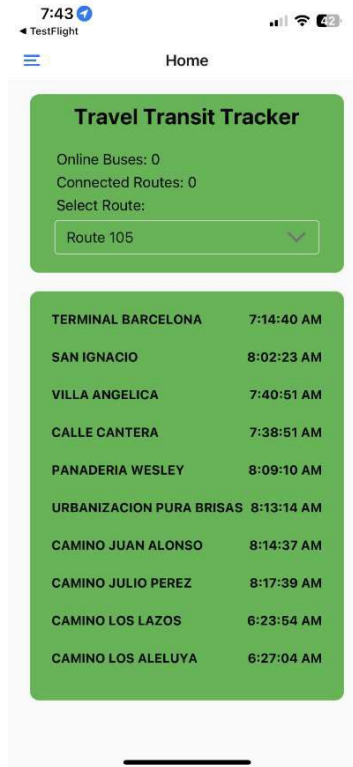 7:43
42
◀ TestFlight
Home
Travel Transit Tracker
Online Buses: 0
Connected Routes: 0
Select Route:
Route 105
TERMINAL BARCELONA 7:14:40 AM
SAN IGNACIO 8:02:23 AM
VILLA ANGELICA 7:40:51 AM
CALLE CANTERA 7:38:51 AM
PANADERIA WESLEY 8:09:10 AM
URBANIZACION PURA BRISAS 8:13:14 AM
CAMINO JUAN ALONSO 8:14:37 AM
CAMINO JULIO PEREZ 8:17:39 AM
CAMINO LOS LAZOS 6:23:54 AM
CAMINO LOS ALELUYA 6:27:04 AM